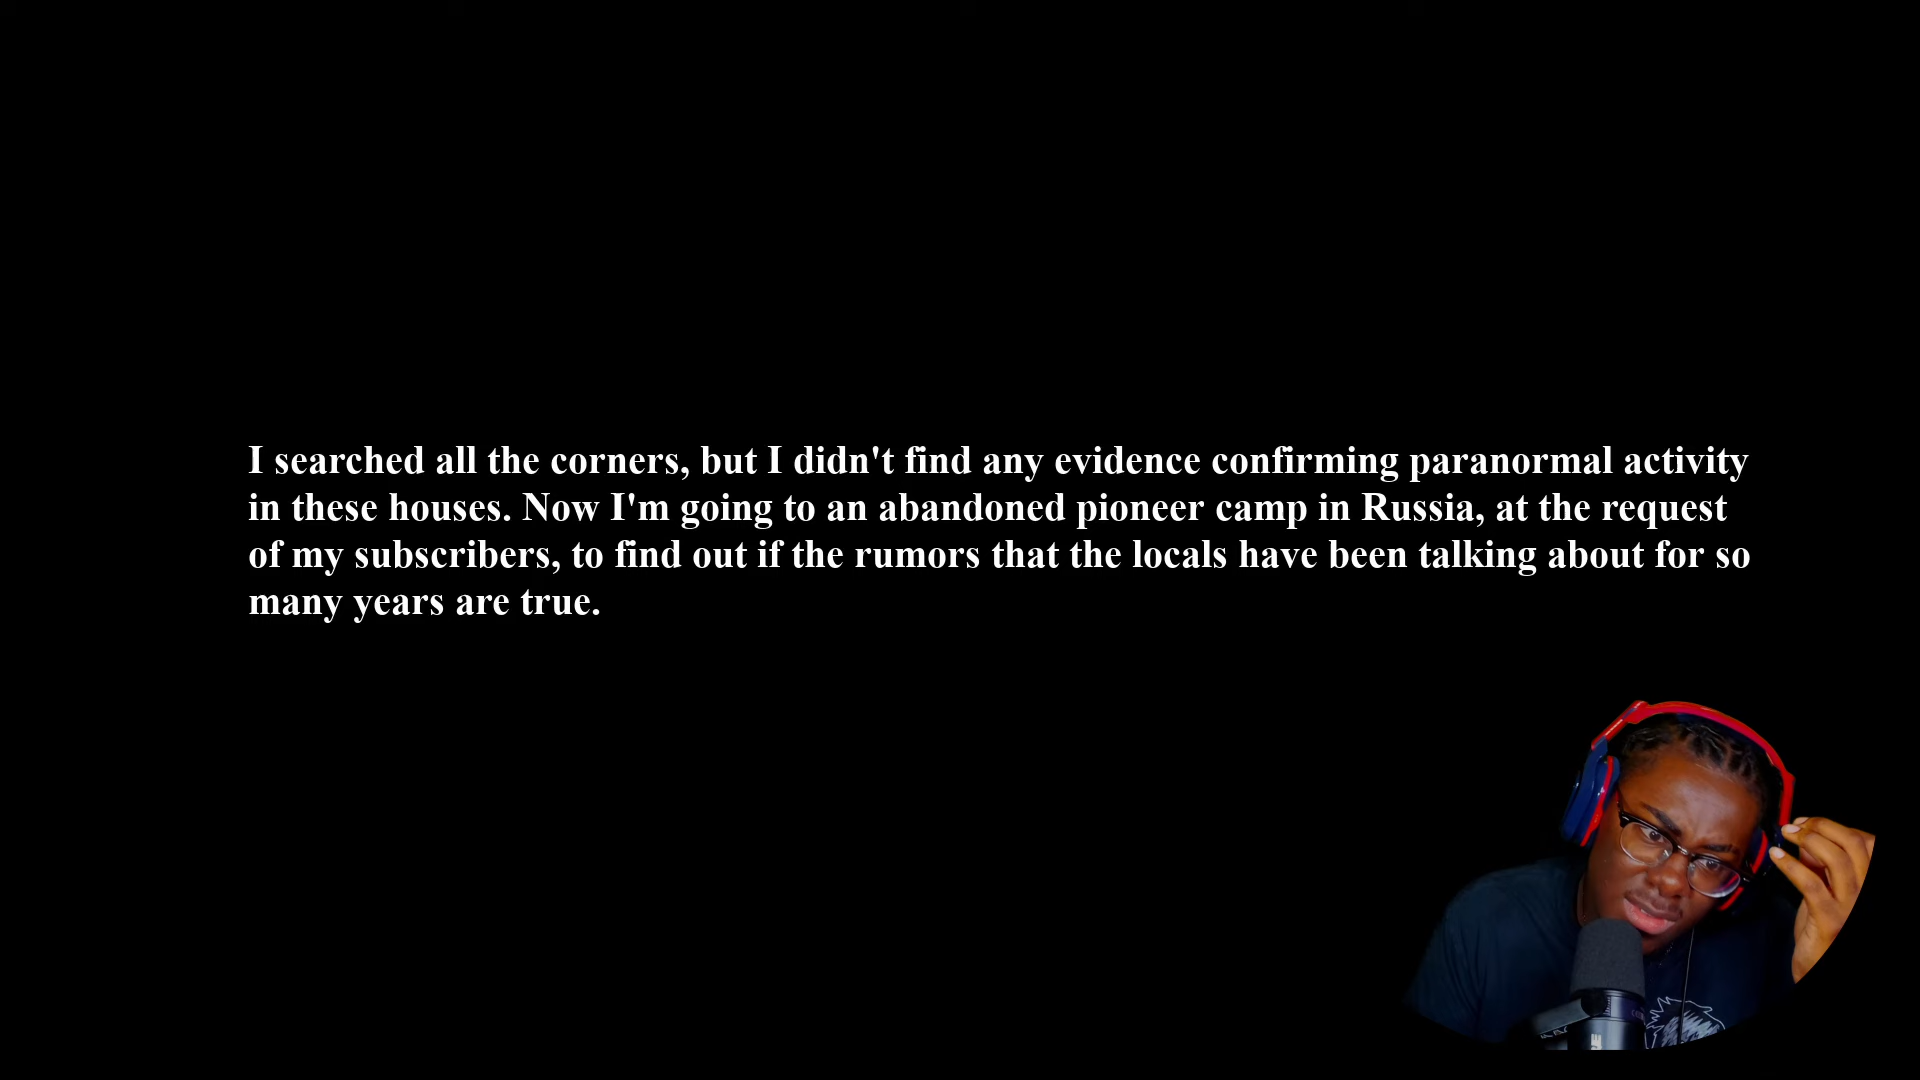 I searched all the corners, but I didn't find any evidence confirming paranormal activity
in these houses. Now I'm going to an abandoned pioneer camp in Russia, at the request
of my subscribers, to find out if the rumors that the locals have been talking about for so
many years are true.